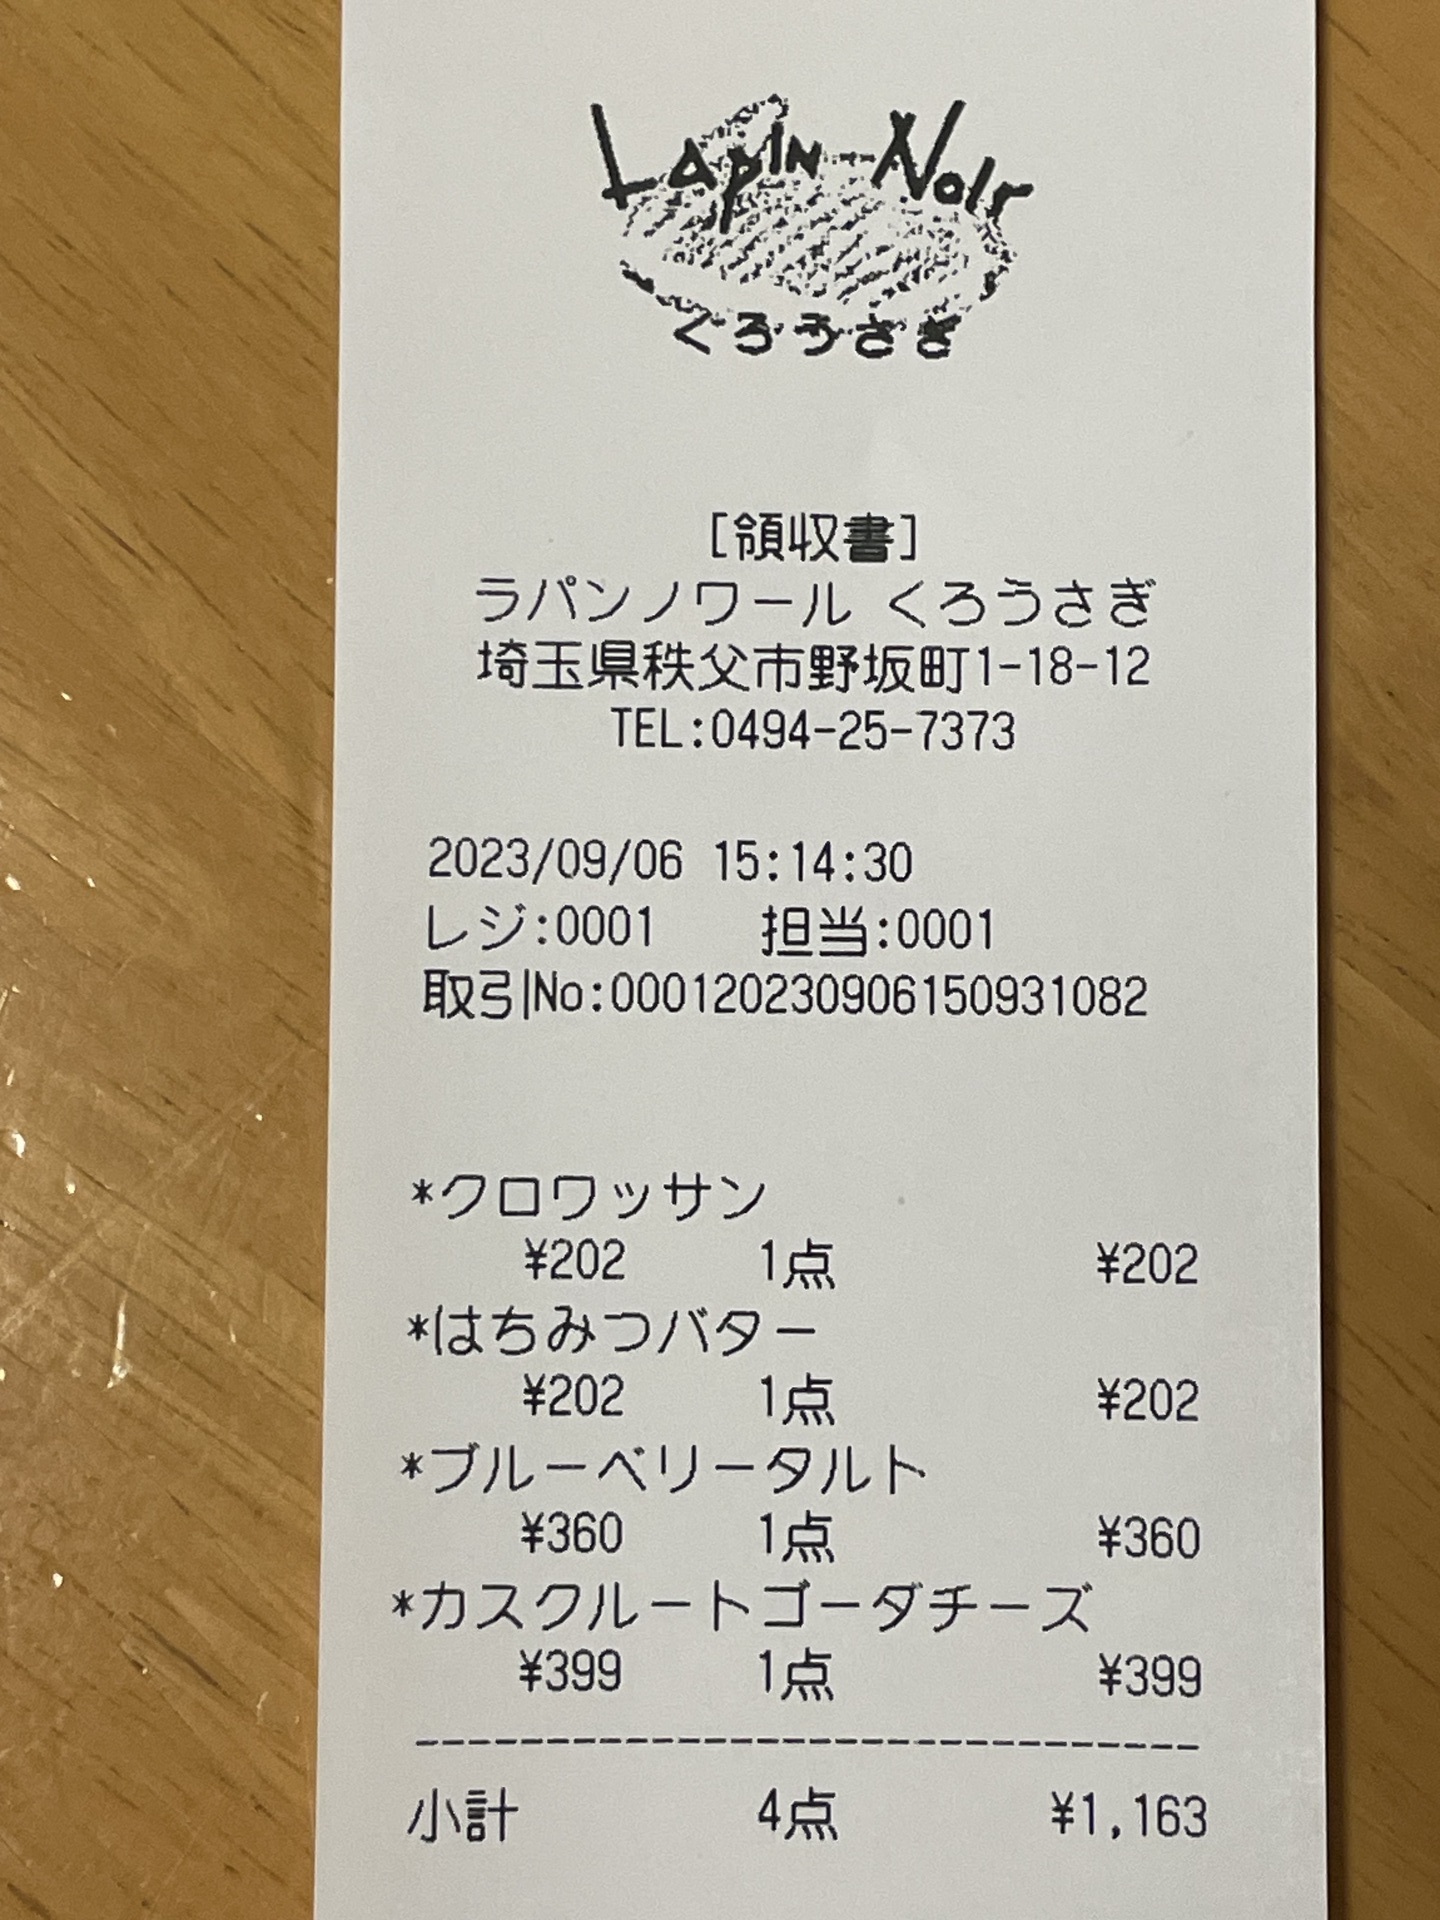 Lapin Noir
くろうさぎ
[領収書]
ラパンノワール くろうさぎ
埼玉県秩父市野坂町1-18-12
TEL:0494-25-7373
2023/09/06 15:14:30
レジ:0001 担当:0001
取引No:000120230906150931082
*クロワッサン
¥202 1点 ¥202
*はちみつバター
¥202 1点 ¥202
*ブルーベリータルト
¥360 1点 ¥360
*カスクルートゴーダチーズ
¥399 1点 ¥399
小計 4点 ¥1,163